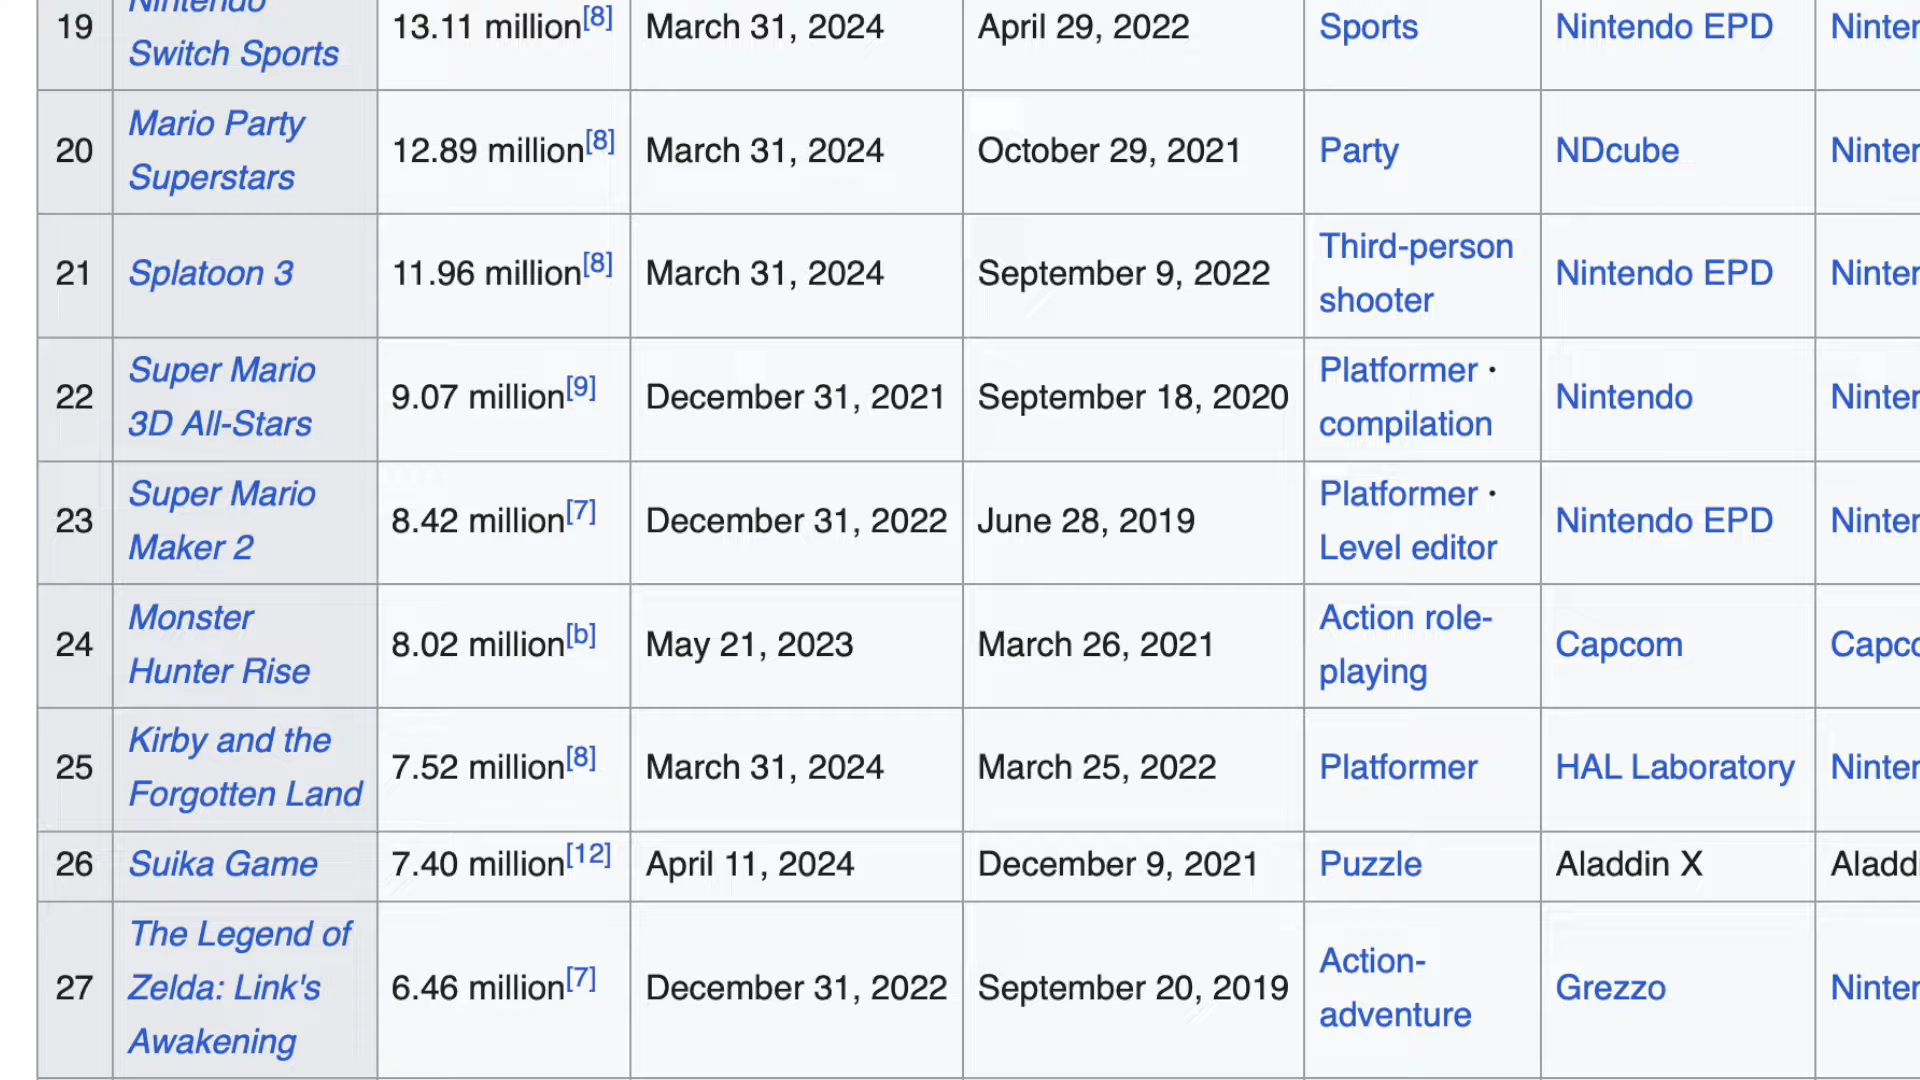 19 Nintendo Switch Sports 13.11 million[8] March 31, 2024 April 29, 2022 Sports Nintendo EPD
20 Mario Party Superstars 12.89 million[8] March 31, 2024 October 29, 2021 Party NDcube
21 Splatoon 3 11.96 million[8] March 31, 2024 September 9, 2022 Third-person shooter Nintendo EPD
22 Super Mario 3D All-Stars 9.07 million[9] December 31, 2021 September 18, 2020 Platformer · compilation Nintendo
23 Super Mario Maker 2 8.42 million[7] December 31, 2022 June 28, 2019 Platformer · Level editor Nintendo EPD
24 Monster Hunter Rise 8.02 million[b] May 21, 2023 March 26, 2021 Action role-playing Capcom
25 Kirby and the Forgotten Land 7.52 million[8] March 31, 2024 March 25, 2022 Platformer HAL Laboratory
26 Suika Game 7.40 million[12] April 11, 2024 December 9, 2021 Puzzle Aladdin X
27 The Legend of Zelda: Link's Awakening 6.46 million[7] December 31, 2022 September 20, 2019 Action-adventure Grezzo